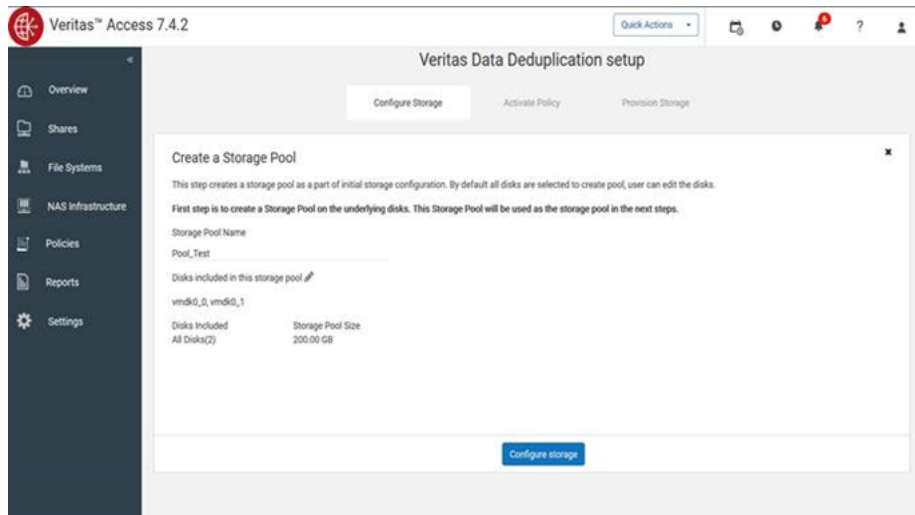 Veritas™ Access 7.4.2
Quick Actions
6
?
«
Overview
Shares
File Systems
NAS Infrastructure
Policies
Reports
Settings
Veritas Data Deduplication setup
Configure Storage
Activate Policy
Provision Storage
Create a Storage Pool
This step creates a storage pool as a part of initial storage configuration. By default all disks are selected to create pool, user can edit the disks.
First step is to create a Storage Pool on the underlying disks. This Storage Pool will be used as the storage pool in the next steps.
Storage Pool Name
Pool_Test
Disks included in this storage pool
vmdk0_0, vmdk0_1
Disks Included Storage Pool Size
All Disks(2) 200.00 GB
Configure storage